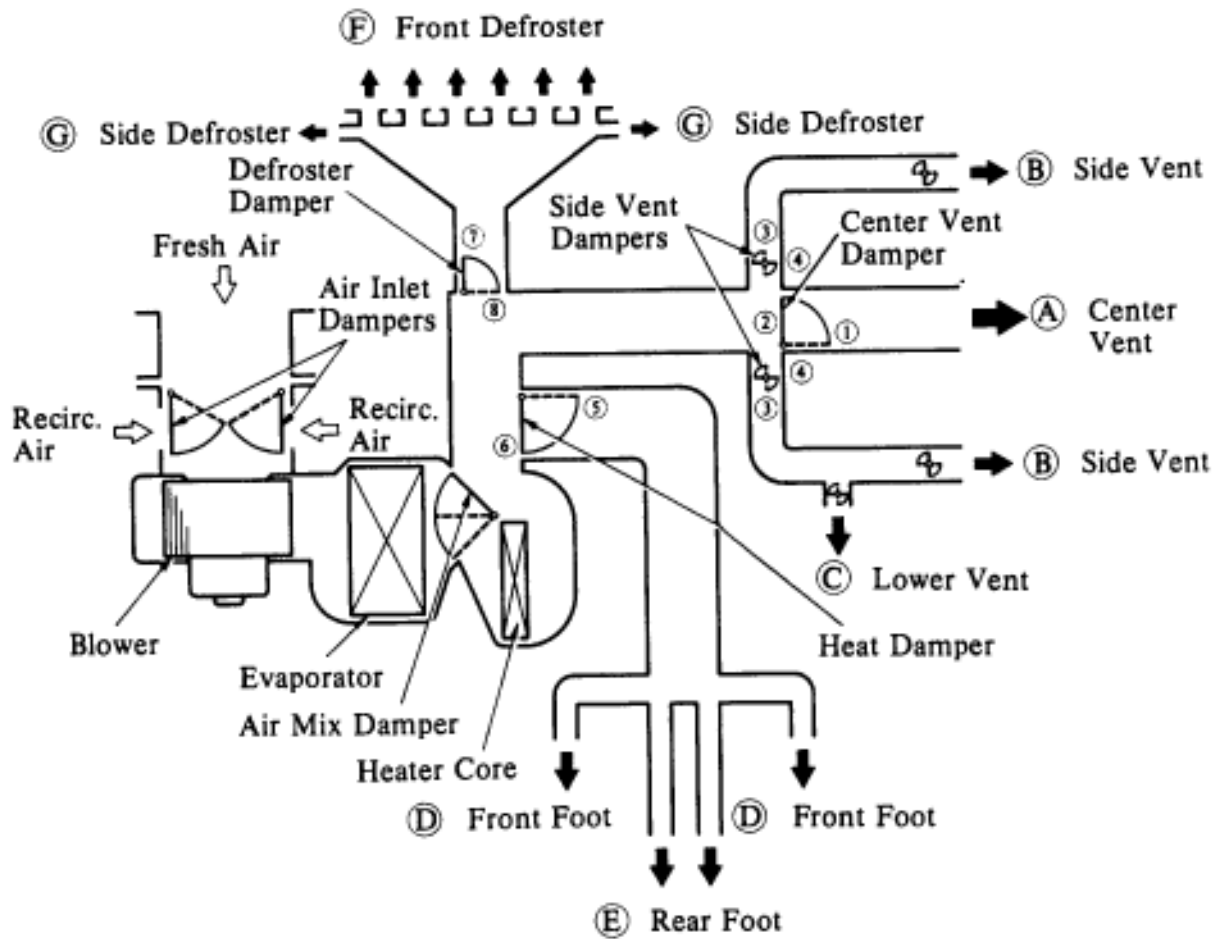 Ⓕ Front Defroster
Ⓖ Side Defroster
Ⓖ Side Defroster
Defroster
Damper
Ⓑ Side Vent
Side Vent
Dampers
Center Vent
Damper
Fresh Air
Air Inlet
Dampers
⑦
⑧
③
④
②
①
Ⓐ Center
Vent
④
③
Recirc.
Air
Recirc.
Air
⑤
⑥
Ⓑ Side Vent
Ⓒ Lower Vent
Blower
Heat Damper
Evaporator
Air Mix Damper
Heater Core
Ⓓ Front Foot
Ⓓ Front Foot
Ⓔ Rear Foot